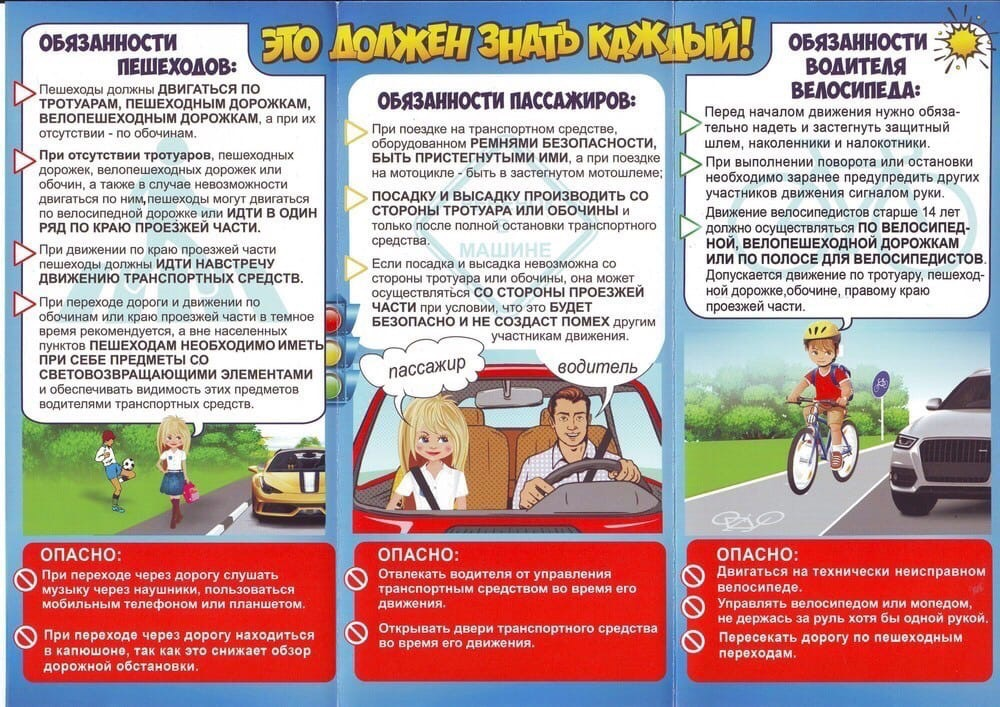 ЭТО ДОЛЖЕН ЗНАТЬ КАЖДЫЙ!
ОБЯЗАННОСТИ
ПЕШЕХОДОВ:
Пешеходы должны ДВИГАТЬСЯ ПО
ТРОТУАРАМ, ПЕШЕХОДНЫМ ДОРОЖКАМ,
ВЕЛОПЕШЕХОДНЫМ ДОРОЖКАМ, а при их
отсутствии - по обочинам.
При отсутствии тротуаров, пешеходных
дорожек, велопешеходных дорожек или
обочин, а также в случае невозможности
двигаться по ним,пешеходы могут двигаться
по велосипедной дорожке или ИДТИ В ОДИН
РЯД ПО КРАЮ ПРОЕЗЖЕЙ ЧАСТИ.
При движении по краю проезжей части
пешеходы должны ИДТИ НАВСТРЕЧУ
ДВИЖЕНИЮ ТРАНСПОРТНЫХ СРЕДСТВ.
При переходе дороги и движении по
обочинам или краю проезжей части в темное
время рекомендуется, а вне населенных
пунктов ПЕШЕХОДАМ НЕОБХОДИМО ИМЕТЬ
ПРИ СЕБЕ ПРЕДМЕТЫ СО
СВЕТОВОЗВРАЩАЮЩИМИ ЭЛЕМЕНТАМИ
и обеспечивать видимость этих предметов
водителями транспортных средств.
ОПАСНО:
При переходе через дорогу слушать
музыку через наушники, пользоваться
мобильным телефоном или планшетом.
При переходе через дорогу находиться
в капюшоне, так как это снижает обзор
дорожной обстановки.
ОБЯЗАННОСТИ ПАССАЖИРОВ:
При поездке на транспортном средстве,
оборудованном РЕМНЯМИ БЕЗОПАСНОСТИ,
БЫТЬ ПРИСТЕГНУТЫМИ ИМИ, а при поездке
на мотоцикле - быть в застегнутом мотошлеме;
ПОСАДКУ И ВЫСАДКУ ПРОИЗВОДИТЬ СО
СТОРОНЫ ТРОТУАРА ИЛИ ОБОЧИНЫ и
только после полной остановки транспортного
средства.
В
МАШИНЕ
Если посадка и высадка невозможна со
стороны тротуара или обочины, она может
осуществляться СО СТОРОНЫ ПРОЕЗЖЕЙ
ЧАСТИ при условии, что это БУДЕТ
БЕЗОПАСНО И НЕ СОЗДАСТ ПОМЕХ другим
участникам движения.
пассажир
водитель
ОПАСНО:
Отвлекать водителя от управления
транспортным средством во время его
движения.
Открывать двери транспортного средства
во время его движения.
ОБЯЗАННОСТИ
ВОДИТЕЛЯ
ВЕЛОСИПЕДА:
Перед началом движения нужно обяза-
тельно надеть и застегнуть защитный
шлем, наколенники и налокотники.
При выполнении поворота или остановки
необходимо заранее предупредить других
участников движения сигналом руки.
Движение велосипедистов старше 14 лет
должно осуществляться ПО ВЕЛОСИПЕД-
НОЙ, ВЕЛОПЕШЕХОДНОЙ ДОРОЖКАМ
ИЛИ ПО ПОЛОСЕ ДЛЯ ВЕЛОСИПЕДИСТОВ.
Допускается движение по тротуару, пешеход-
ной дорожке,обочине, правому краю
проезжей части.
ОПАСНО:
Двигаться на технически неисправном
велосипеде.
Управлять велосипедом или мопедом,
не держась за руль хотя бы одной рукой.
Пересекать дорогу по пешеходным
переходам.